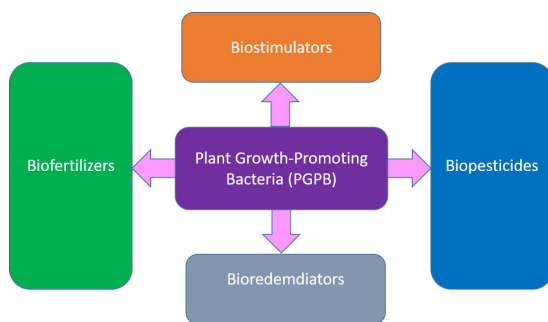 Biostimulators
Biofertilizers
Plant Growth-Promoting
Bacteria (PGPB)
Biopesticides
Bioredemdiators